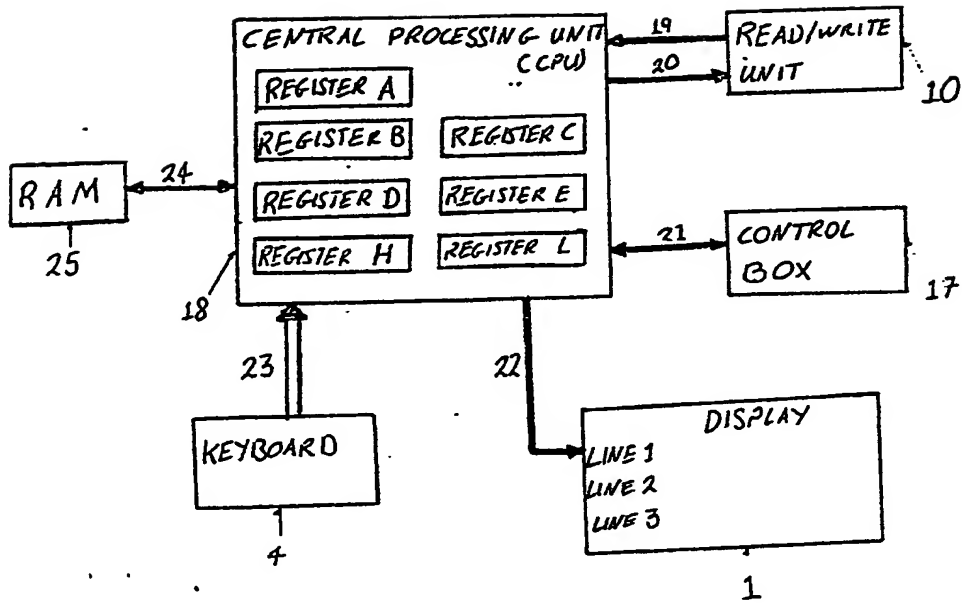 CENTRAL PROCESSING UNIT
(CPU)
REGISTER A
REGISTER B
REGISTER C
REGISTER D
REGISTER E
REGISTER H
REGISTER L
19
20
READ/WRITE
UNIT
10
RAM
24
25
18
21
CONTROL
BOX
17
23
22
KEYBOARD
4
DISPLAY
LINE 1
LINE 2
LINE 3
1